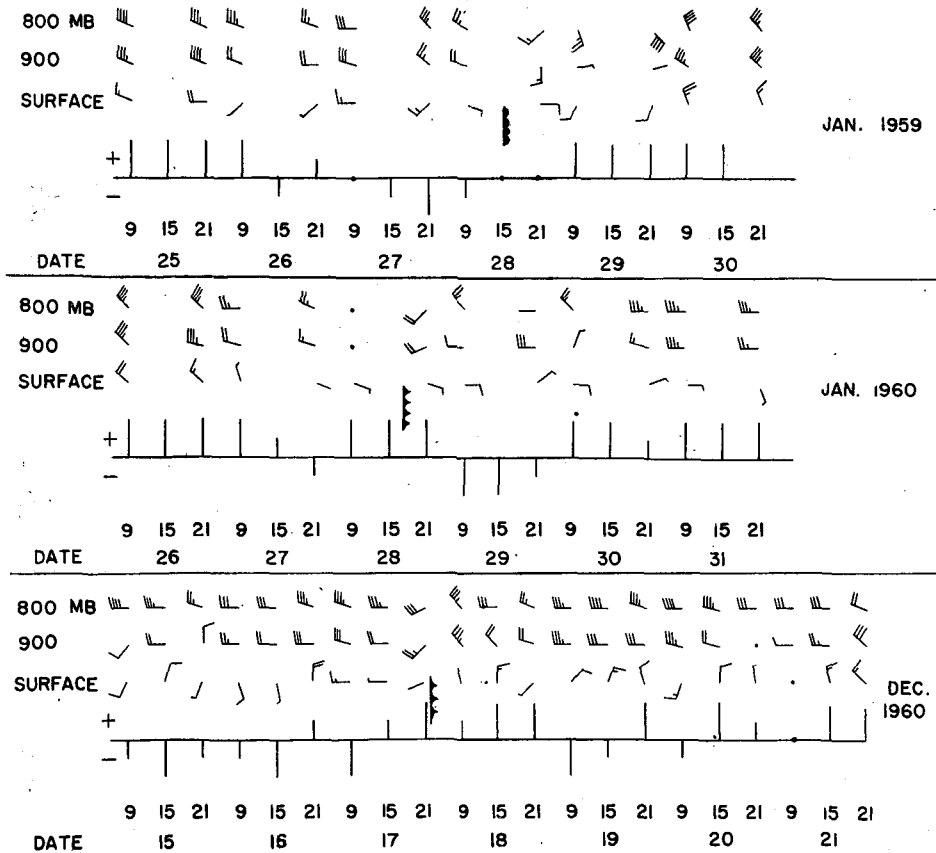 800 MB
900
SURFACE
JAN. 1959
+
−
9 15 21 9 15 21 9 15 21 9 15 21 9 15 21 9 15 21
DATE 25 26 27 28 29 30
800 MB
900
SURFACE
JAN. 1960
+
−
9 15 21 9 15 21 9 15 21 9 15 21 9 15 21 9 15 21
DATE 26 27 28 29 30 31
800 MB
900
SURFACE
DEC.
1960
+
−
9 15 21 9 15 21 9 15 21 9 15 21 9 15 21 9 15 21 9 15 21
DATE 15 16 17 18 19 20 21